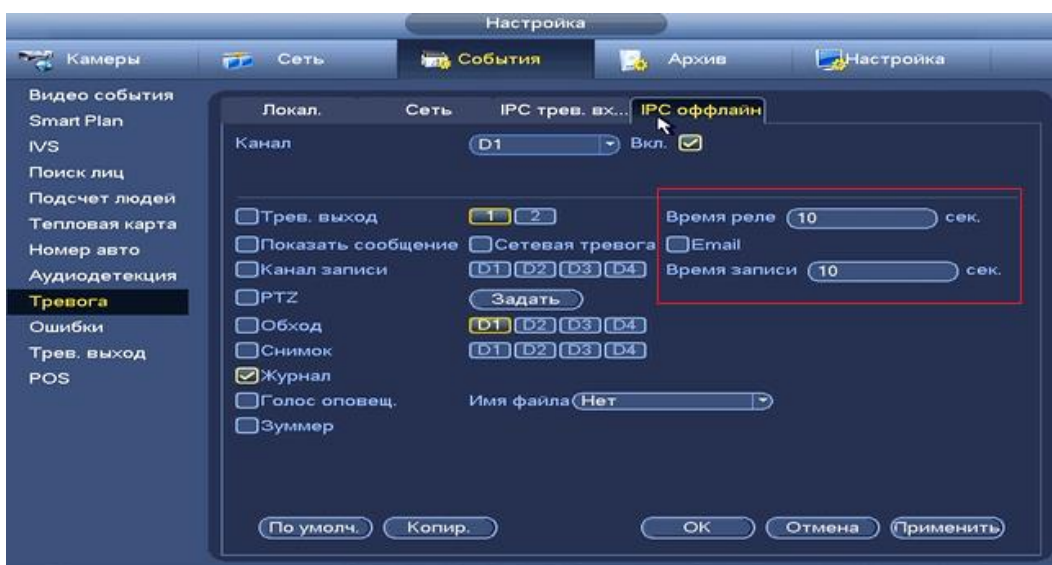 Настройка
Камеры Сеть События Архив Настройка
Видео события
Smart Plan
IVS
Поиск лиц
Подсчет людей
Тепловая карта
Номер авто
Аудиодетекция
Тревога
Ошибки
Трев. выход
POS
Локал. Сеть IPC трев. вх... IPC оффлайн
Канал D1 Вкл.
Трев. выход 1 2 Время реле 10 сек.
Показать сообщение Сетевая тревога Email
Канал записи D1 D2 D3 D4 Время записи 10 сек.
PTZ Задать
Обход D1 D2 D3 D4
Снимок D1 D2 D3 D4
Журнал
Голос оповещ. Имя файла Нет
Зуммер
По умолч. Копир. OK Отмена Применить